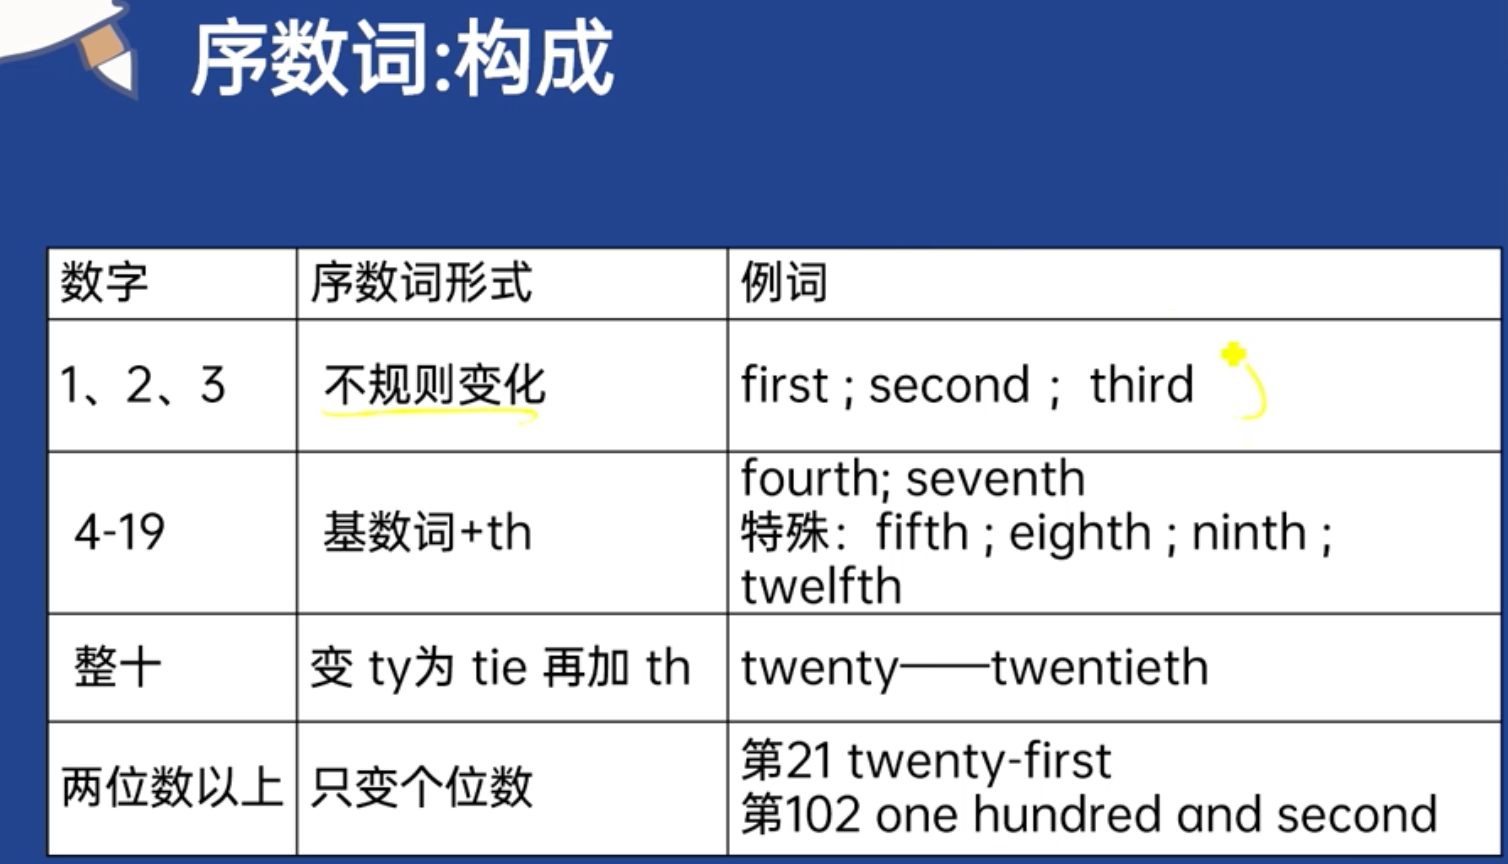 序数词:构成
数字 序数词形式 例词
1、2、3 不规则变化 first ; second ; third
4-19 基数词+th fourth; seventh
特殊：fifth ; eighth ; ninth ;
twelfth
整十 变 ty为 tie 再加 th twenty——twentieth
两位数以上 只变个位数 第21 twenty-first
第102 one hundred and second